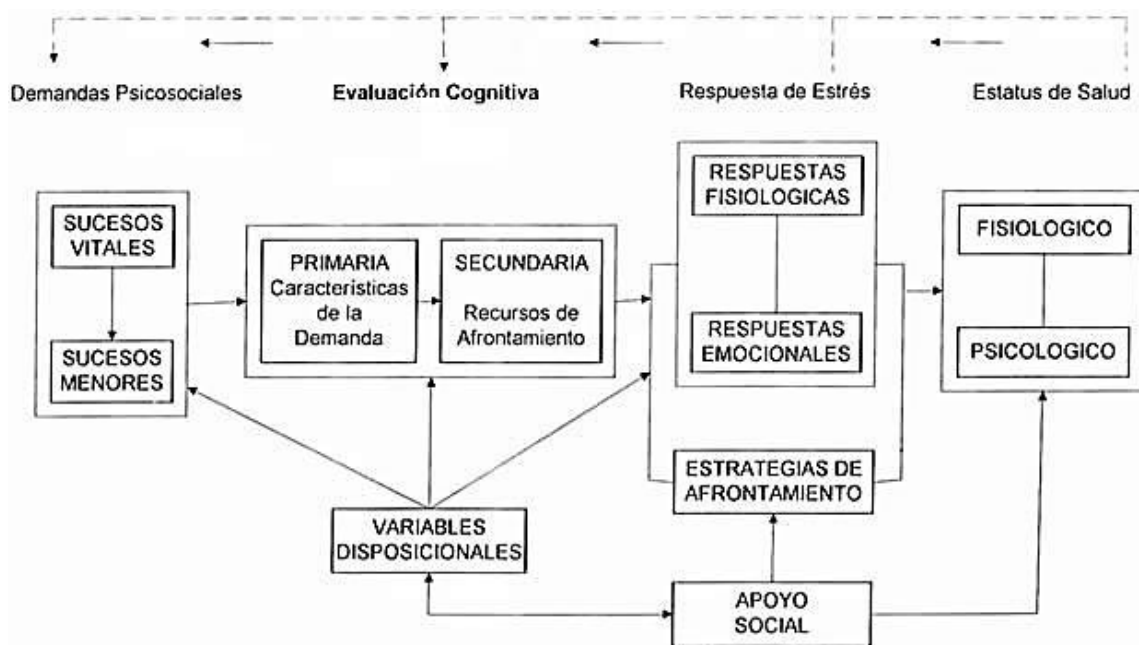 Demandas Psicosociales
Evaluación Cognitiva
Respuesta de Estrés
Estatus de Salud
SUCESOS
VITALES
SUCESOS
MENORES
PRIMARIA
Características
de la
Demanda
SECUNDARIA
Recursos de
Afrontamiento
RESPUESTAS
FISIOLOGICAS
RESPUESTAS
EMOCIONALES
FISIOLOGICO
PSICOLOGICO
ESTRATEGIAS DE
AFRONTAMIENTO
VARIABLES
DISPOSICIONALES
APOYO
SOCIAL